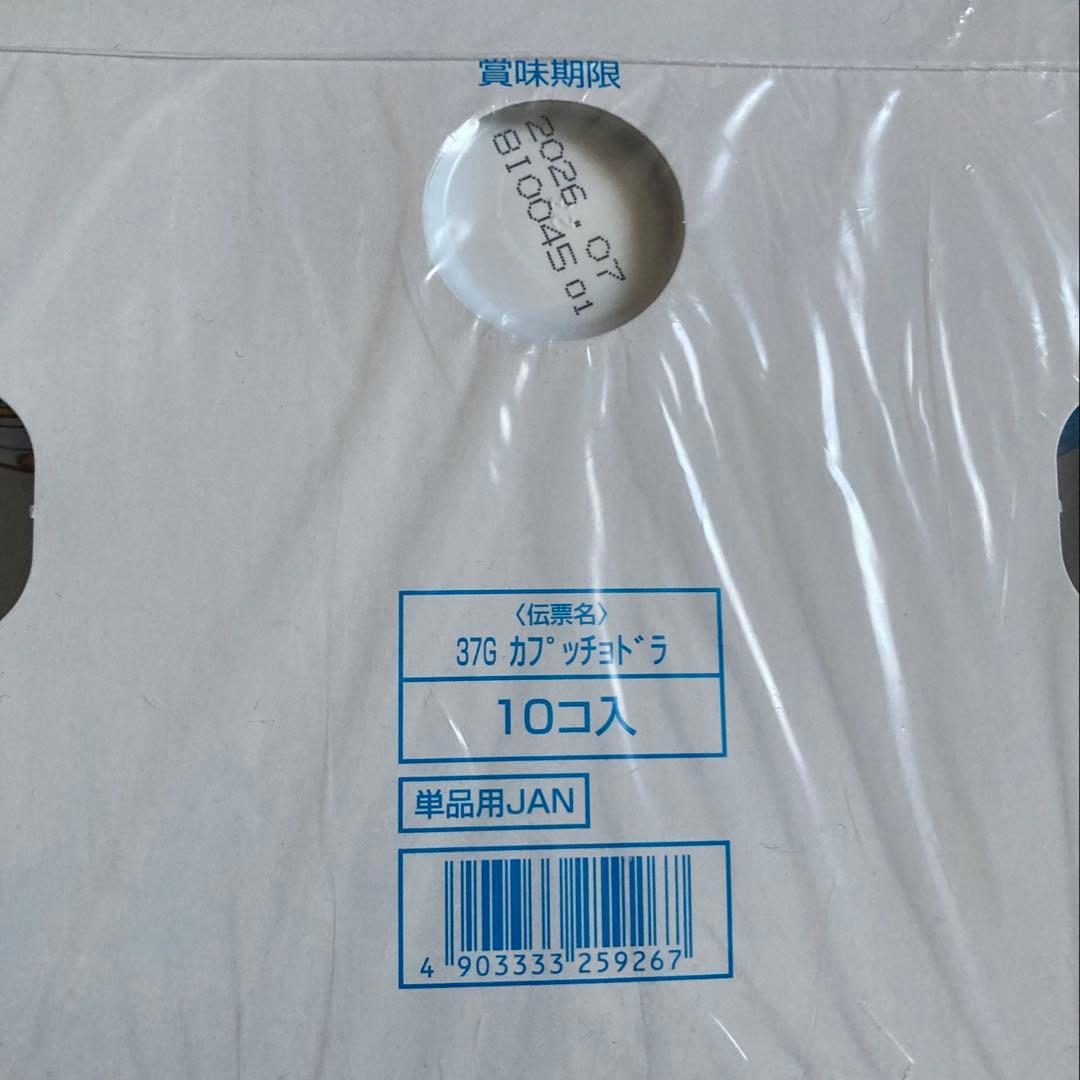 賞味期限
2026.07
8I0045 01
〈伝票名〉
37G ｶﾌﾟｯﾁｮﾄﾞﾗ
10コ入
単品用JAN
4 903333 259267